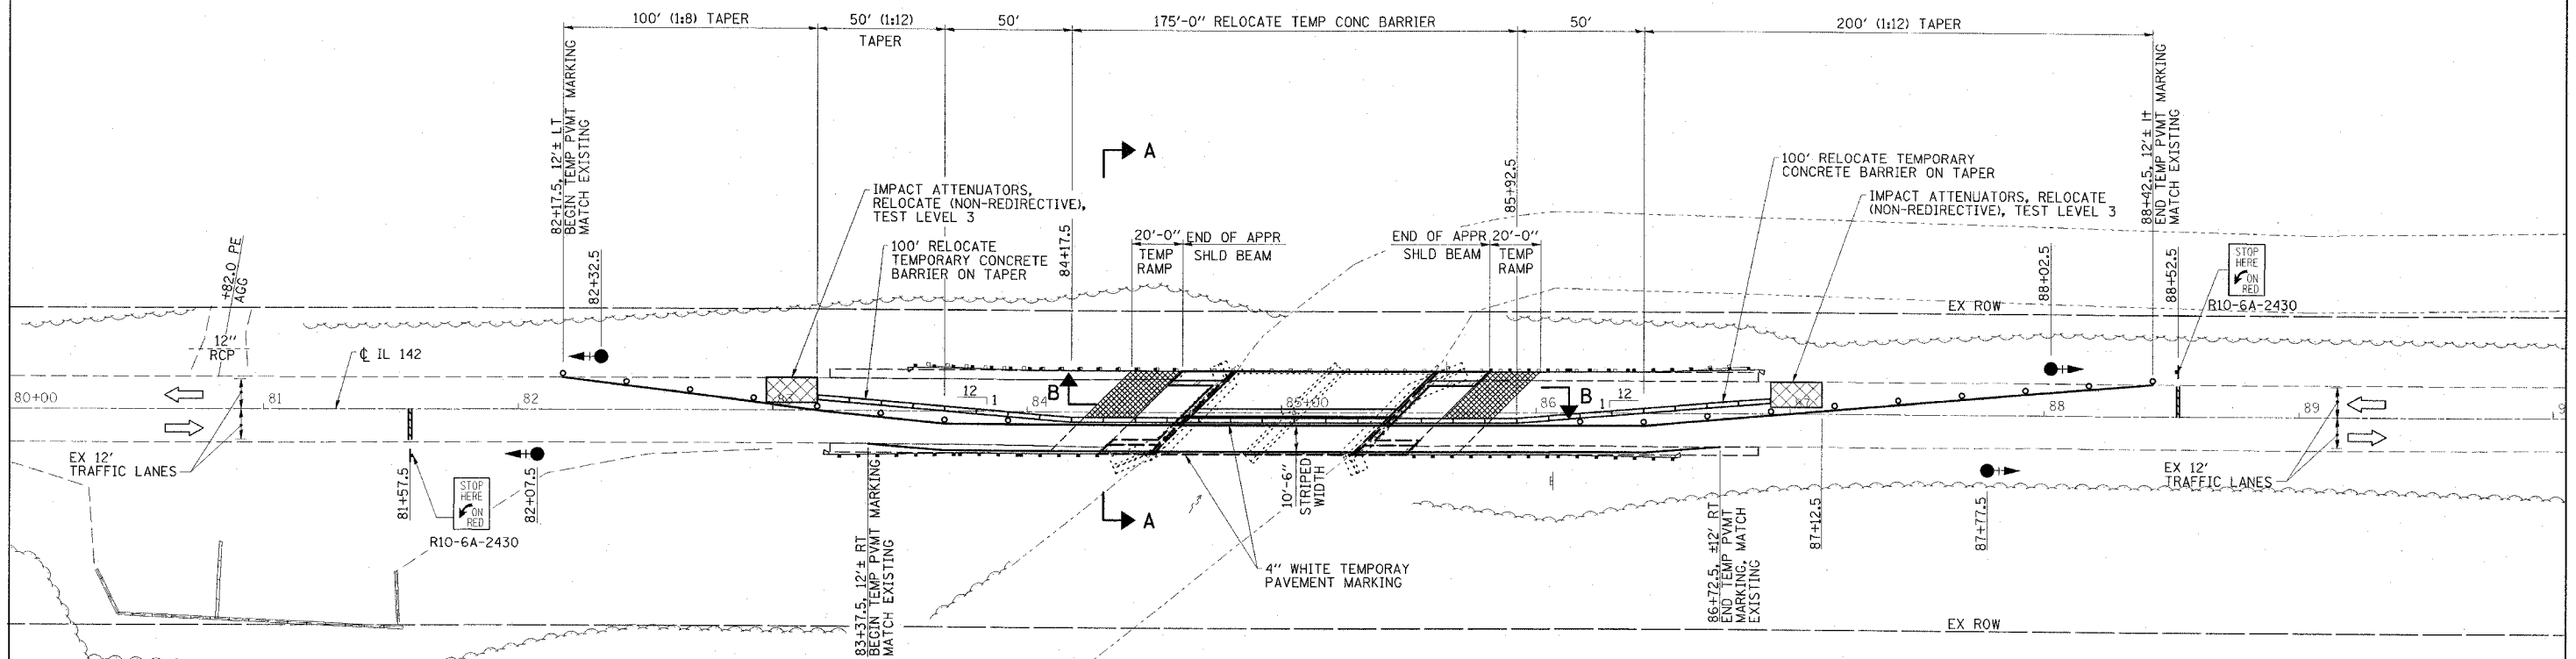 100' (1:8) TAPER
50' (1:12)
TAPER
50'
175'-0" RELOCATE TEMP CONC BARRIER
50'
200' (1:12) TAPER
82+17.5, 12'± LT
BEGIN TEMP PVMT MARKING
MATCH EXISTING
82+32.5
IMPACT ATTENUATORS,
RELOCATE (NON-REDIRECTIVE),
TEST LEVEL 3
100' RELOCATE
TEMPORARY CONCRETE
BARRIER ON TAPER
84+17.5
A
20'-0"
TEMP
RAMP
END OF APPR
SHLD BEAM
END OF APPR
SHLD BEAM
20'-0"
TEMP
RAMP
85+92.5
100' RELOCATE TEMPORARY
CONCRETE BARRIER ON TAPER
IMPACT ATTENUATORS, RELOCATE
(NON-REDIRECTIVE), TEST LEVEL 3
88+02.5
88+42.5, 12'± lt
END TEMP PVMT MARKING
MATCH EXISTING
88+52.5
STOP
HERE
ON
RED
R10-6A-2430
EX ROW
+82.0 PE
AGG
12"
RCP
℄ IL 142
80+00
81
82
84
85+00
86
88
89
B
12
1
12
1
B
EX 12'
TRAFFIC LANES
81+57.5
STOP
HERE
ON
RED
R10-6A-2430
82+07.5
83+37.5, 12'± RT
BEGIN TEMP PVMT MARKING
MATCH EXISTING
A
10'-6"
STRIPED
WIDTH
4" WHITE TEMPORAY
PAVEMENT MARKING
86+72.5, ±12' RT
END TEMP PVMT
MARKING, MATCH
EXISTING
87+12.5
87+77.5
EX 12'
TRAFFIC LANES
EX ROW